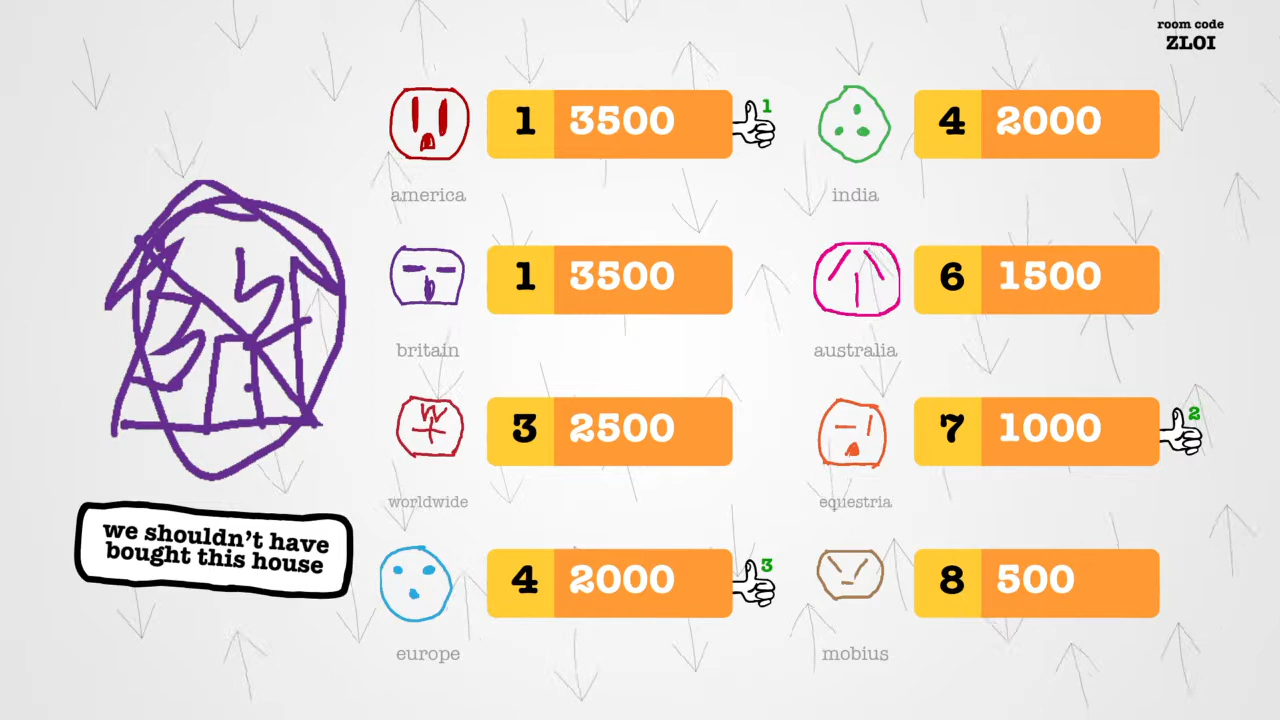 room code
ZLOI
1 3500
1
america
4 2000
india
1 3500
britain
6 1500
australia
3 2500
worldwide
7 1000
2
equestria
we shouldn't have
bought this house
4 2000
3
europe
8 500
mobius